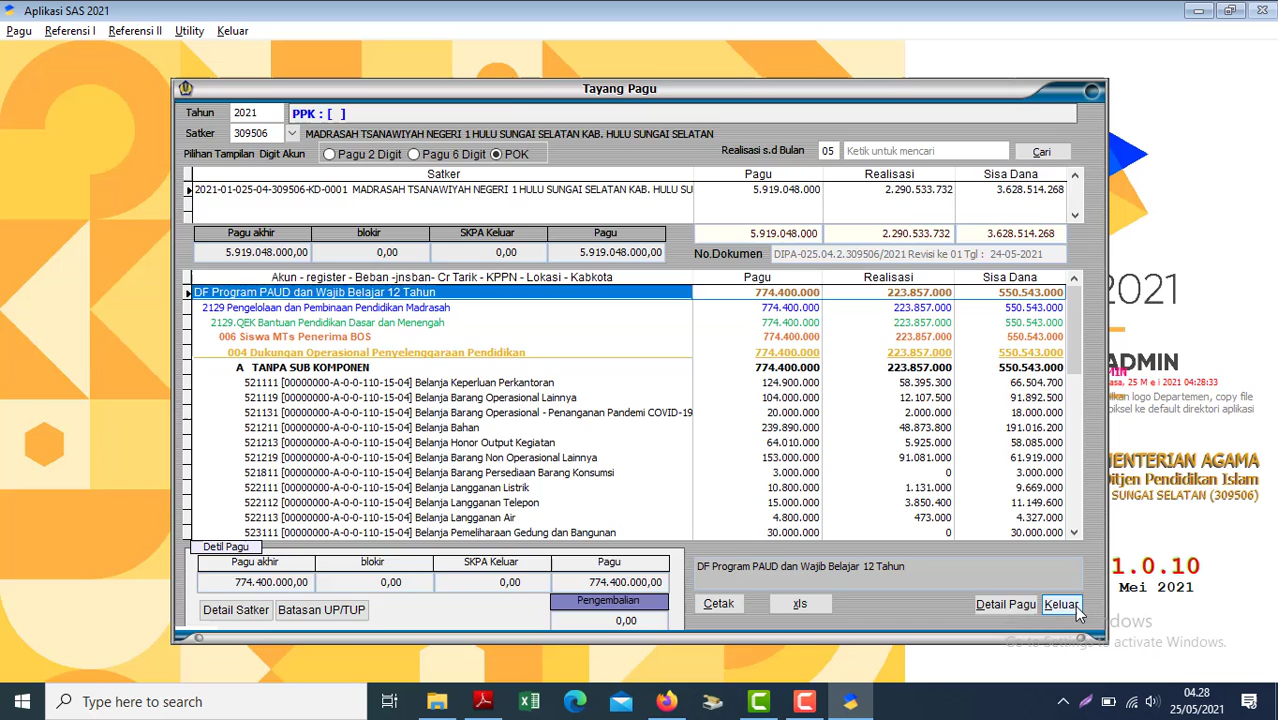 Aplikasi SAS 2021
Pagu Referensi I Referensi II Utility Keluar
Tayang Pagu
Tahun 2021 PPK : [ ]
Satker 309506 MADRASAH TSANAWIYAH NEGERI 1 HULU SUNGAI SELATAN KAB. HULU SUNGAI SELATAN
Pilihan Tampilan Digit Akun Pagu 2 Digit Pagu 6 Digit POK Realisasi s.d Bulan 05 Ketik untuk mencari Cari
Satker Pagu Realisasi Sisa Dana
2021-01-025-04-309506-KD-0001 MADRASAH TSANAWIYAH NEGERI 1 HULU SUNGAI SELATAN KAB. HULU SU 5.919.048.000 2.290.533.732 3.628.514.268
Pagu akhir blokir SKPA Keluar Pagu 5.919.048.000 2.290.533.732 3.628.514.268
5.919.048.000,00 0,00 0,00 5.919.048.000,00 No.Dokumen DIPA-025.04.2.309506/2021 Revisi ke 01 Tgl : 24-05-2021
Akun - register - Beban -jnsban- Cr Tarik - KPPN - Lokasi - Kabkota Pagu Realisasi Sisa Dana
DF Program PAUD dan Wajib Belajar 12 Tahun 774.400.000 223.857.000 550.543.000
2129 Pengelolaan dan Pembinaan Pendidikan Madrasah 774.400.000 223.857.000 550.543.000
2129.QEK Bantuan Pendidikan Dasar dan Menengah 774.400.000 223.857.000 550.543.000
006 Siswa MTs Penerima BOS 774.400.000 223.857.000 550.543.000
004 Dukungan Operasional Penyelenggaraan Pendidikan 774.400.000 223.857.000 550.543.000
A TANPA SUB KOMPONEN 774.400.000 223.857.000 550.543.000
521111 [00000000-A-0-0-110-15-04] Belanja Keperluan Perkantoran 124.900.000 58.395.300 66.504.700
521119 [00000000-A-0-0-110-15-04] Belanja Barang Operasional Lainnya 104.000.000 12.107.500 91.892.500
521131 [00000000-A-0-0-110-15-04] Belanja Barang Operasional - Penanganan Pandemi COVID-19 20.000.000 2.000.000 18.000.000
521211 [00000000-A-0-0-110-15-04] Belanja Bahan 239.890.000 48.873.800 191.016.200
521213 [00000000-A-0-0-110-15-04] Belanja Honor Output Kegiatan 64.010.000 5.925.000 58.085.000
521219 [00000000-A-0-0-110-15-04] Belanja Barang Non Operasional Lainnya 153.000.000 91.081.000 61.919.000
521811 [00000000-A-0-0-110-15-04] Belanja Barang Persediaan Barang Konsumsi 3.000.000 0 3.000.000
522111 [00000000-A-0-0-110-15-04] Belanja Langganan Listrik 10.800.000 1.131.000 9.669.000
522112 [00000000-A-0-0-110-15-04] Belanja Langganan Telepon 15.000.000 3.850.400 11.149.600
522113 [00000000-A-0-0-110-15-04] Belanja Langganan Air 4.800.000 473.000 4.327.000
523111 [00000000-A-0-0-110-15-04] Belanja Pemeliharaan Gedung dan Bangunan 30.000.000 0 30.000.000
Detil Pagu
Pagu akhir blokir SKPA Keluar Pagu DF Program PAUD dan Wajib Belajar 12 Tahun
774.400.000,00 0,00 0,00 774.400.000,00
Detail Satker Batasan UP/TUP Pengembalian Cetak xls Detail Pagu Keluar
0,00
2021
ADMIN
asa, 25 M e i 2021 04:28:33
lkan logo Departemen, copy file
piksel ke default direktori aplikasi
MENTERIAN AGAMA
Ditjen Pendidikan Islam
SUNGAI SELATAN (309506)
1.0.10
Mei 2021
Go to Settings to activate Windows.
Type here to search
04.28
25/05/2021